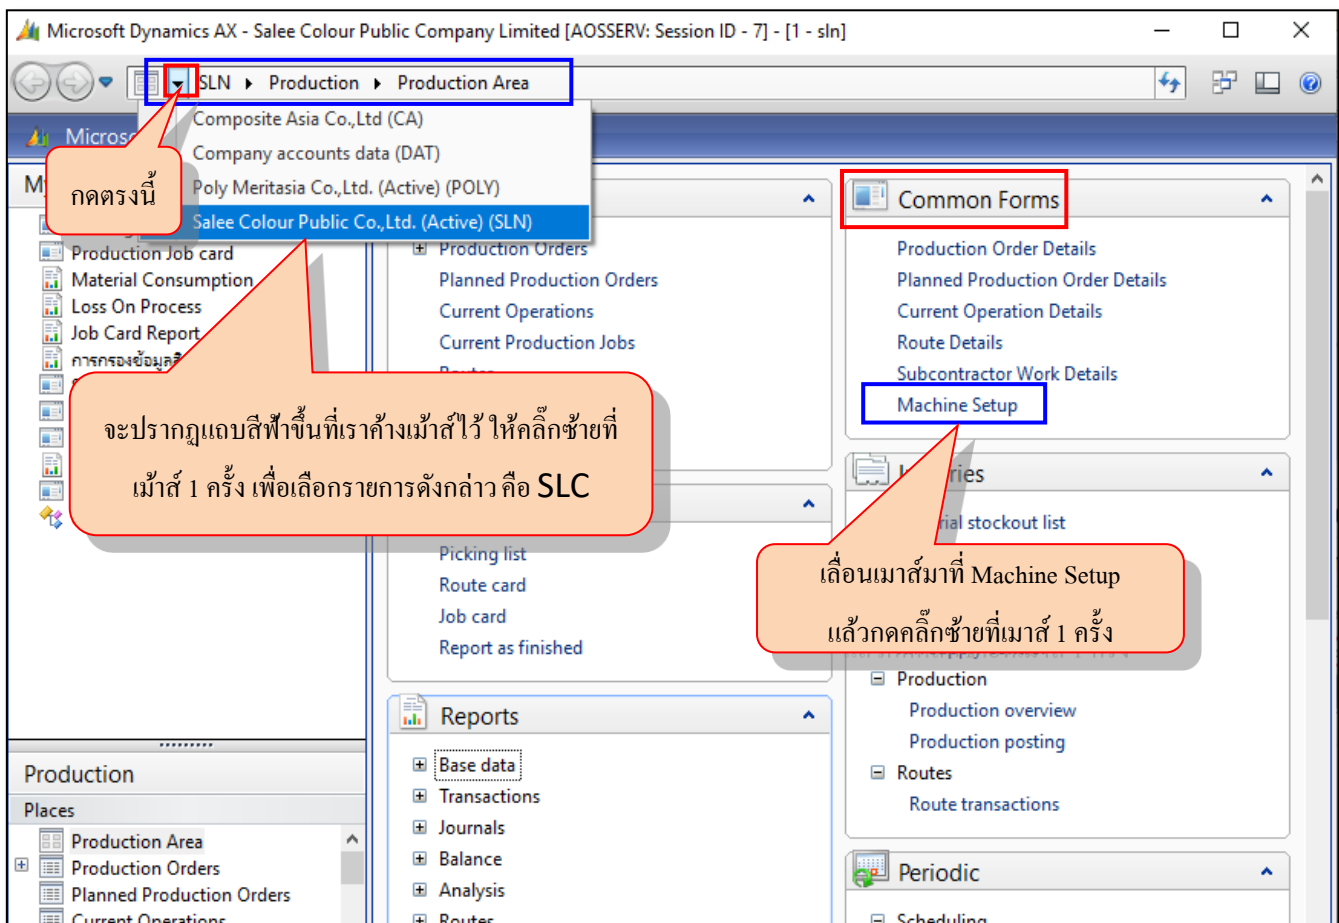 Microsoft Dynamics AX - Salee Colour Public Company Limited [AOSSERV: Session ID - 7] - [1 - sln]
SLN ▸ Production ▸ Production Area
Composite Asia Co.,Ltd (CA)
Company accounts data (DAT)
Poly Meritasia Co.,Ltd. (Active) (POLY)
Salee Colour Public Co.,Ltd. (Active) (SLN)
กดตรงนี้
Production Job card
Material Consumption
Loss On Process
Job Card Report
Production Orders
Planned Production Orders
Current Operations
Current Production Jobs
จะปรากฏแถบสีฟ้าขึ้นที่เราค้างเม้าส์ไว้ ให้คลิ๊กซ้ายที่
เม้าส์ 1 ครั้ง เพื่อเลือกรายการดังกล่าว คือ SLC
Picking list
Route card
Job card
Report as finished
Reports
Base data
Transactions
Journals
Balance
Analysis
Routes
Common Forms
Production Order Details
Planned Production Order Details
Current Operation Details
Route Details
Subcontractor Work Details
Machine Setup
stockout list
เลื่อนเมาส์มาที่ Machine Setup
แล้วกดคลิ๊กซ้ายที่เมาส์ 1 ครั้ง
Production
Production overview
Production posting
Routes
Route transactions
Periodic
Scheduling
Production
Places
Production Area
Production Orders
Planned Production Orders
Current Operations